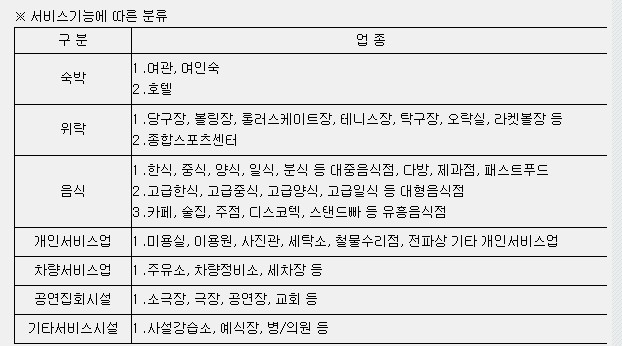 ※ 서비스기능에 따른 분류
구 분 업 종
숙박
1.여관, 여인숙
2.호텔
위락
1.당구장, 볼링장, 롤러스케이트장, 테니스장, 탁구장, 오락실, 라켓볼장 등
2.종합스포츠센터
음식
1.한식, 중식, 양식, 일식, 분식 등 대중음식점, 다방, 제과점, 패스트푸드
2.고급한식, 고급중식, 고급양식, 고급일식 등 대형음식점
3.카페, 술집, 주점, 디스코텍, 스탠드빠 등 유흥음식점
개인서비스업 1.미용실, 이용원, 사진관, 세탁소, 철물수리점, 전파상 기타 개인서비스업
차량서비스업 1.주유소, 차량정비소, 세차장 등
공연집회시설 1.소극장, 극장, 공연장, 교회 등
기타서비스시설 1.사설강습소, 예식장, 병/의원 등